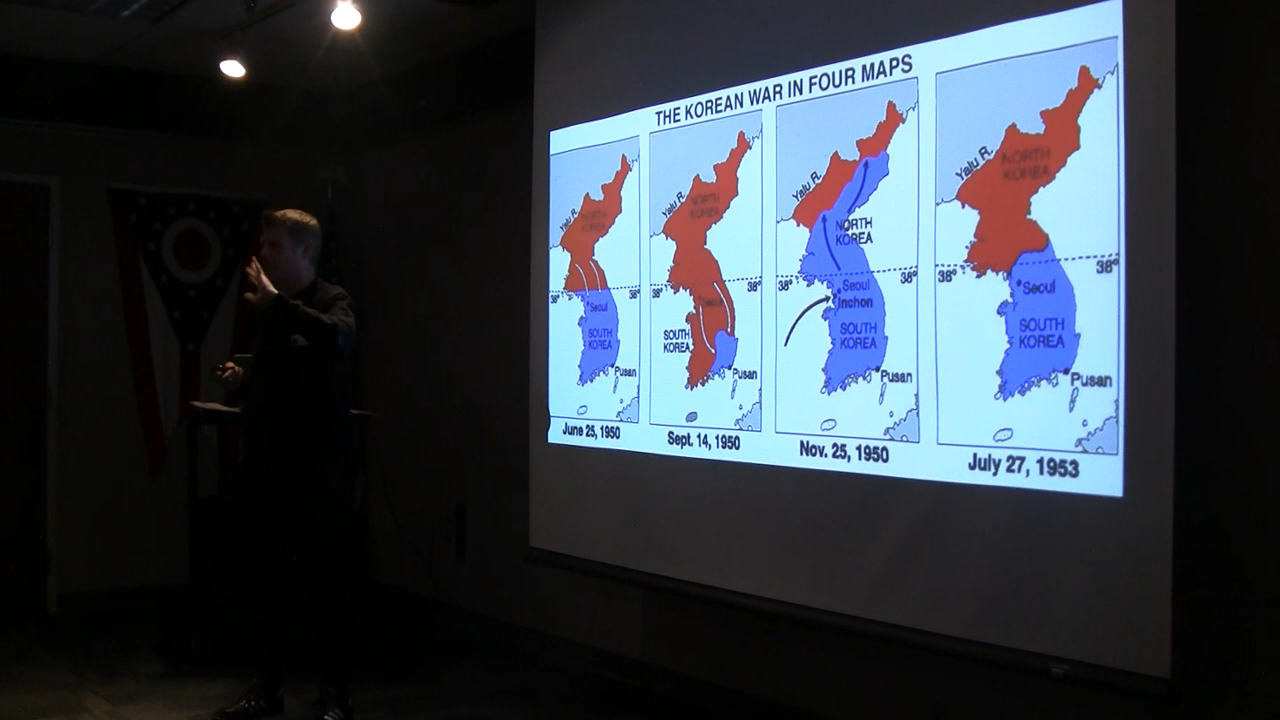 THE KOREAN WAR IN FOUR MAPS
Yalu R.
NORTH
KOREA
38°
Seoul
SOUTH
KOREA
Pusan
June 25, 1950
Yalu R.
NORTH
KOREA
38°
Seoul
SOUTH
KOREA
Pusan
Sept. 14, 1950
Yalu R.
NORTH
KOREA
38°
38°
Seoul
Inchon
SOUTH
KOREA
Pusan
Nov. 25, 1950
Yalu R.
NORTH
KOREA
38°
38°
Seoul
SOUTH
KOREA
Pusan
July 27, 1953